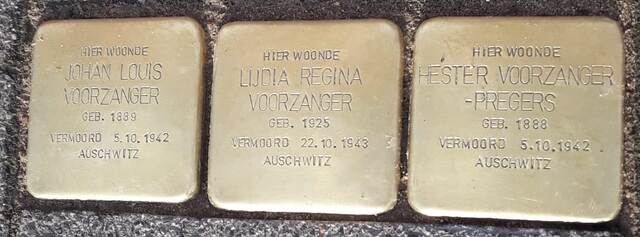 HIER WOONDE
JOHAN LOUIS
VOORZANGER
GEB. 1889
VERMOORD 5.10.1942
AUSCHWITZ
HIER WOONDE
LIJDIA REGINA
VOORZANGER
GEB. 1925
VERMOORD 22.10.1943
AUSCHWITZ
HIER WOONDE
HESTER VOORZANGER
-PREGERS
GEB. 1888
VERMOORD 5.10.1942
AUSCHWITZ